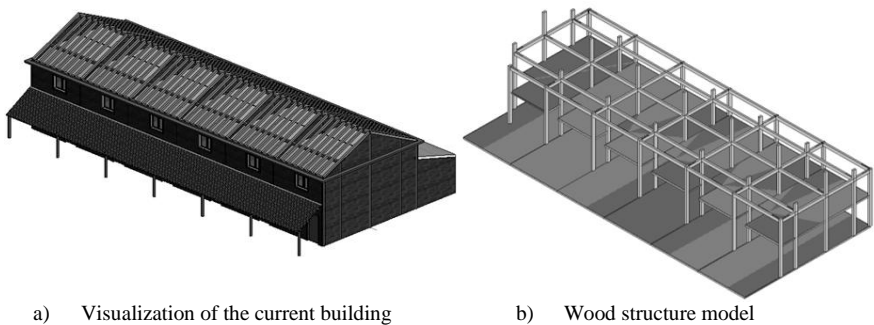 a) Visualization of the current building
b) Wood structure model